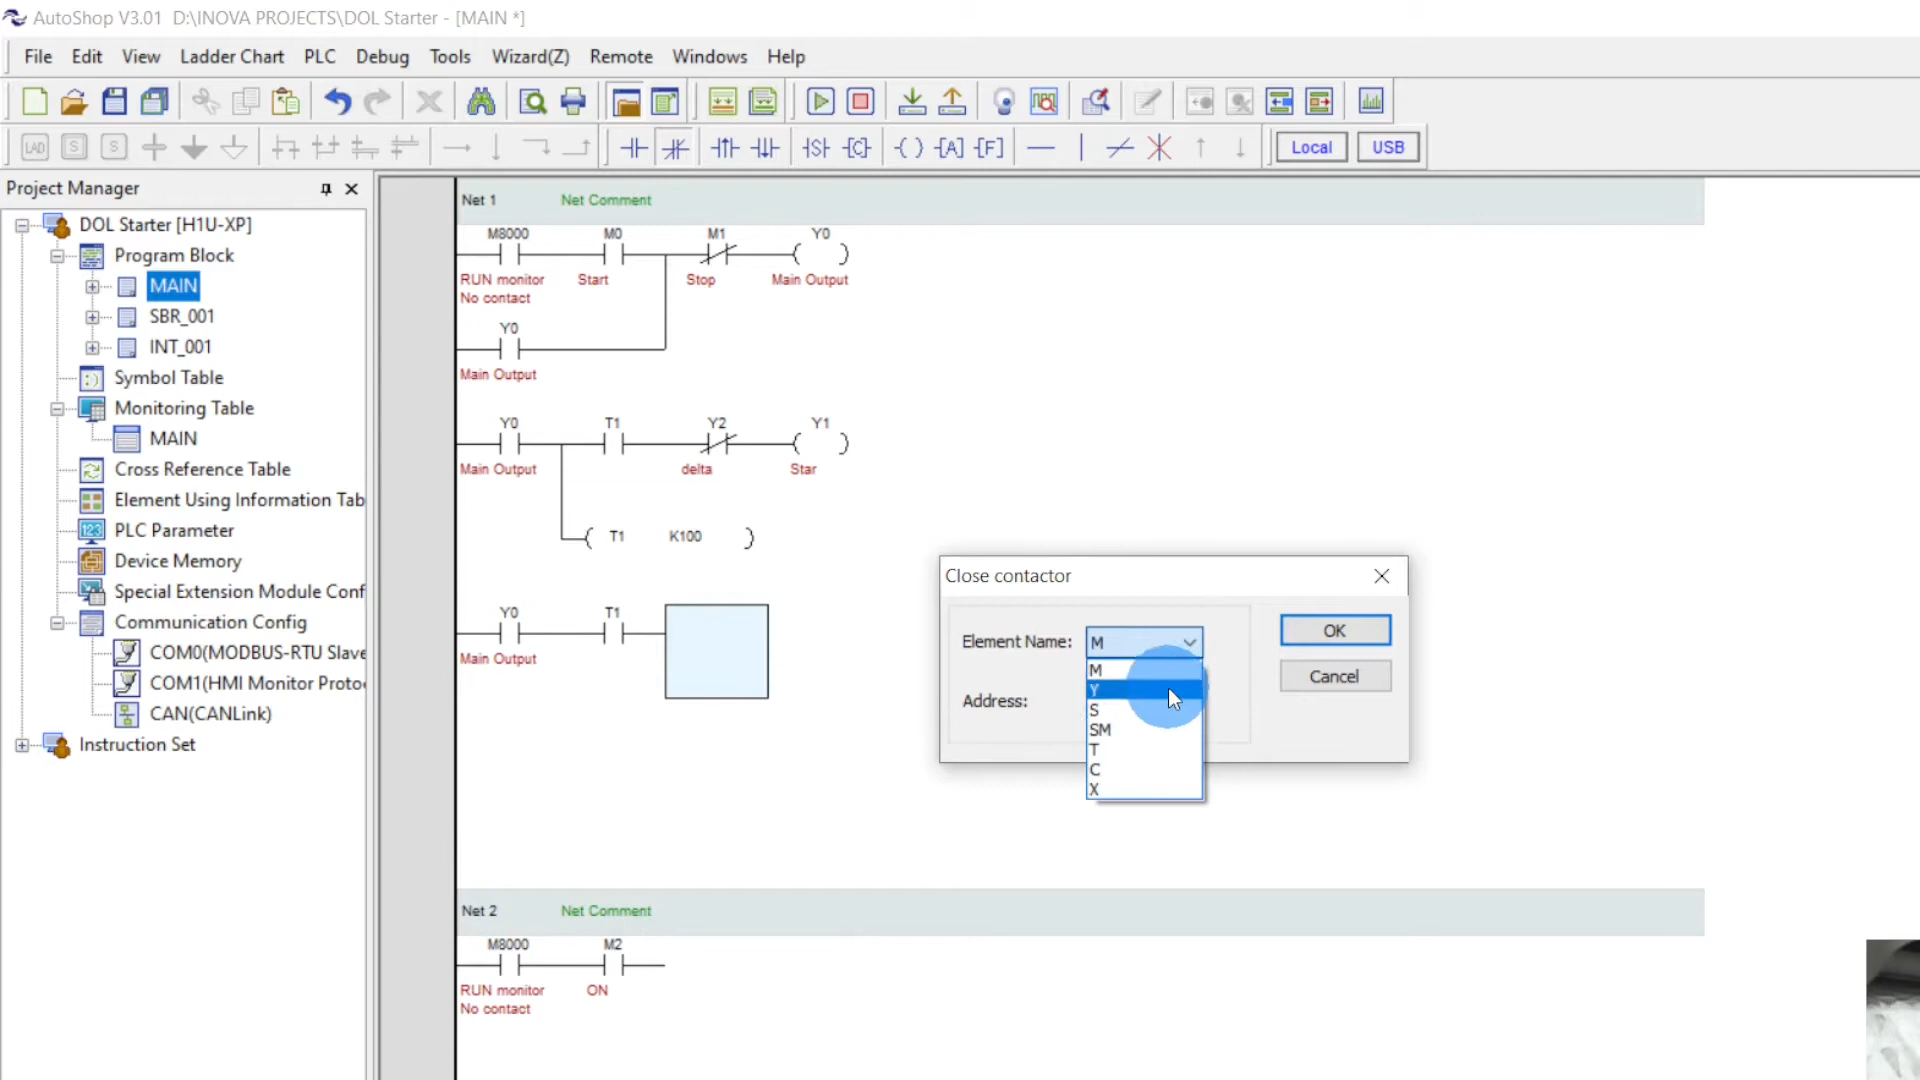 AutoShop V3.01 D:\INOVA PROJECTS\DOL Starter - [MAIN *]
File Edit View Ladder Chart PLC Debug Tools Wizard(Z) Remote Windows Help
LAD S S S C ( ) A F Local USB
Project Manager
DOL Starter [H1U-XP]
Program Block
MAIN
SBR_001
INT_001
Symbol Table
Monitoring Table
MAIN
Cross Reference Table
Element Using Information Tab
PLC Parameter
Device Memory
Special Extension Module Conf
Communication Config
COM0(MODBUS-RTU Slave
COM1(HMI Monitor Proto
CAN(CANLink)
Instruction Set
Net 1 Net Comment
M8000 M0 M1 Y0
RUN monitor Start Stop Main Output
No contact
Y0
Main Output
Y0 T1 Y2 Y1
Main Output delta Star
T1 K100
Y0 T1
Main Output
Net 2 Net Comment
M8000 M2
RUN monitor ON
No contact
Close contactor
Element Name: M
OK
M
Y
Cancel
Address:
S
SM
T
C
X